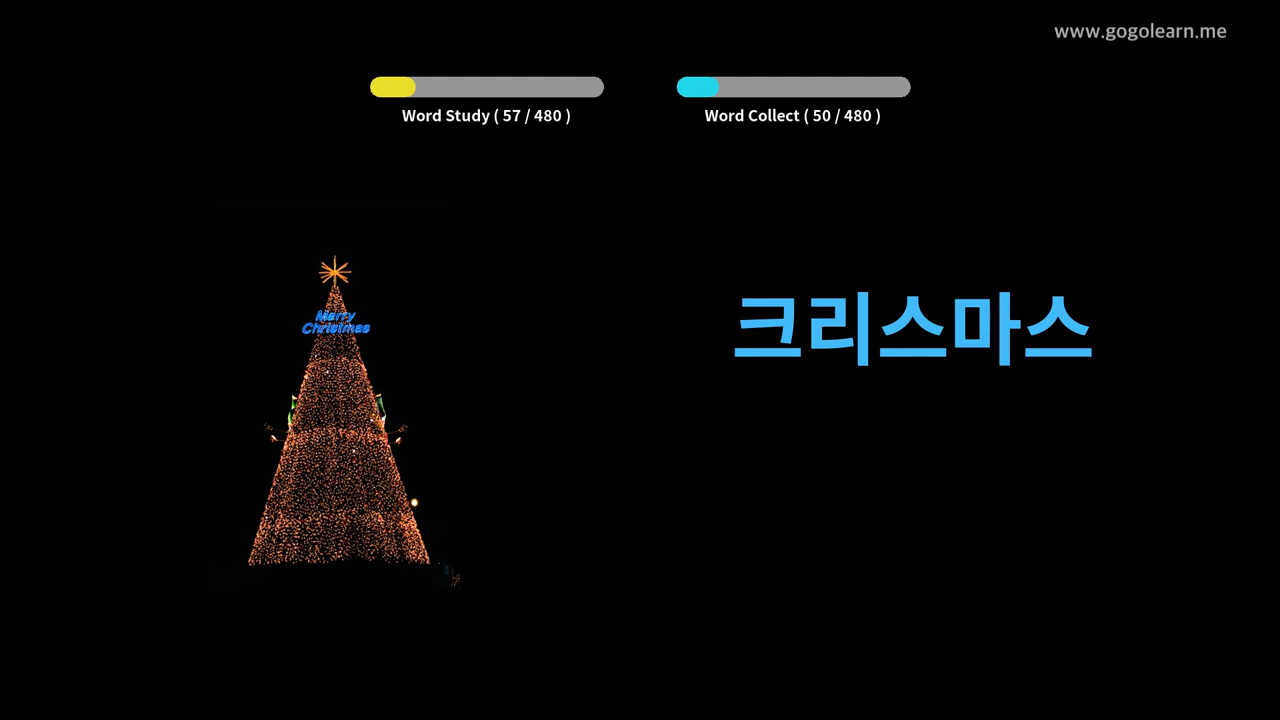 www.gogolearn.me
Word Study ( 57 / 480 )
Word Collect ( 50 / 480 )
Merry
Christmas
크리스마스